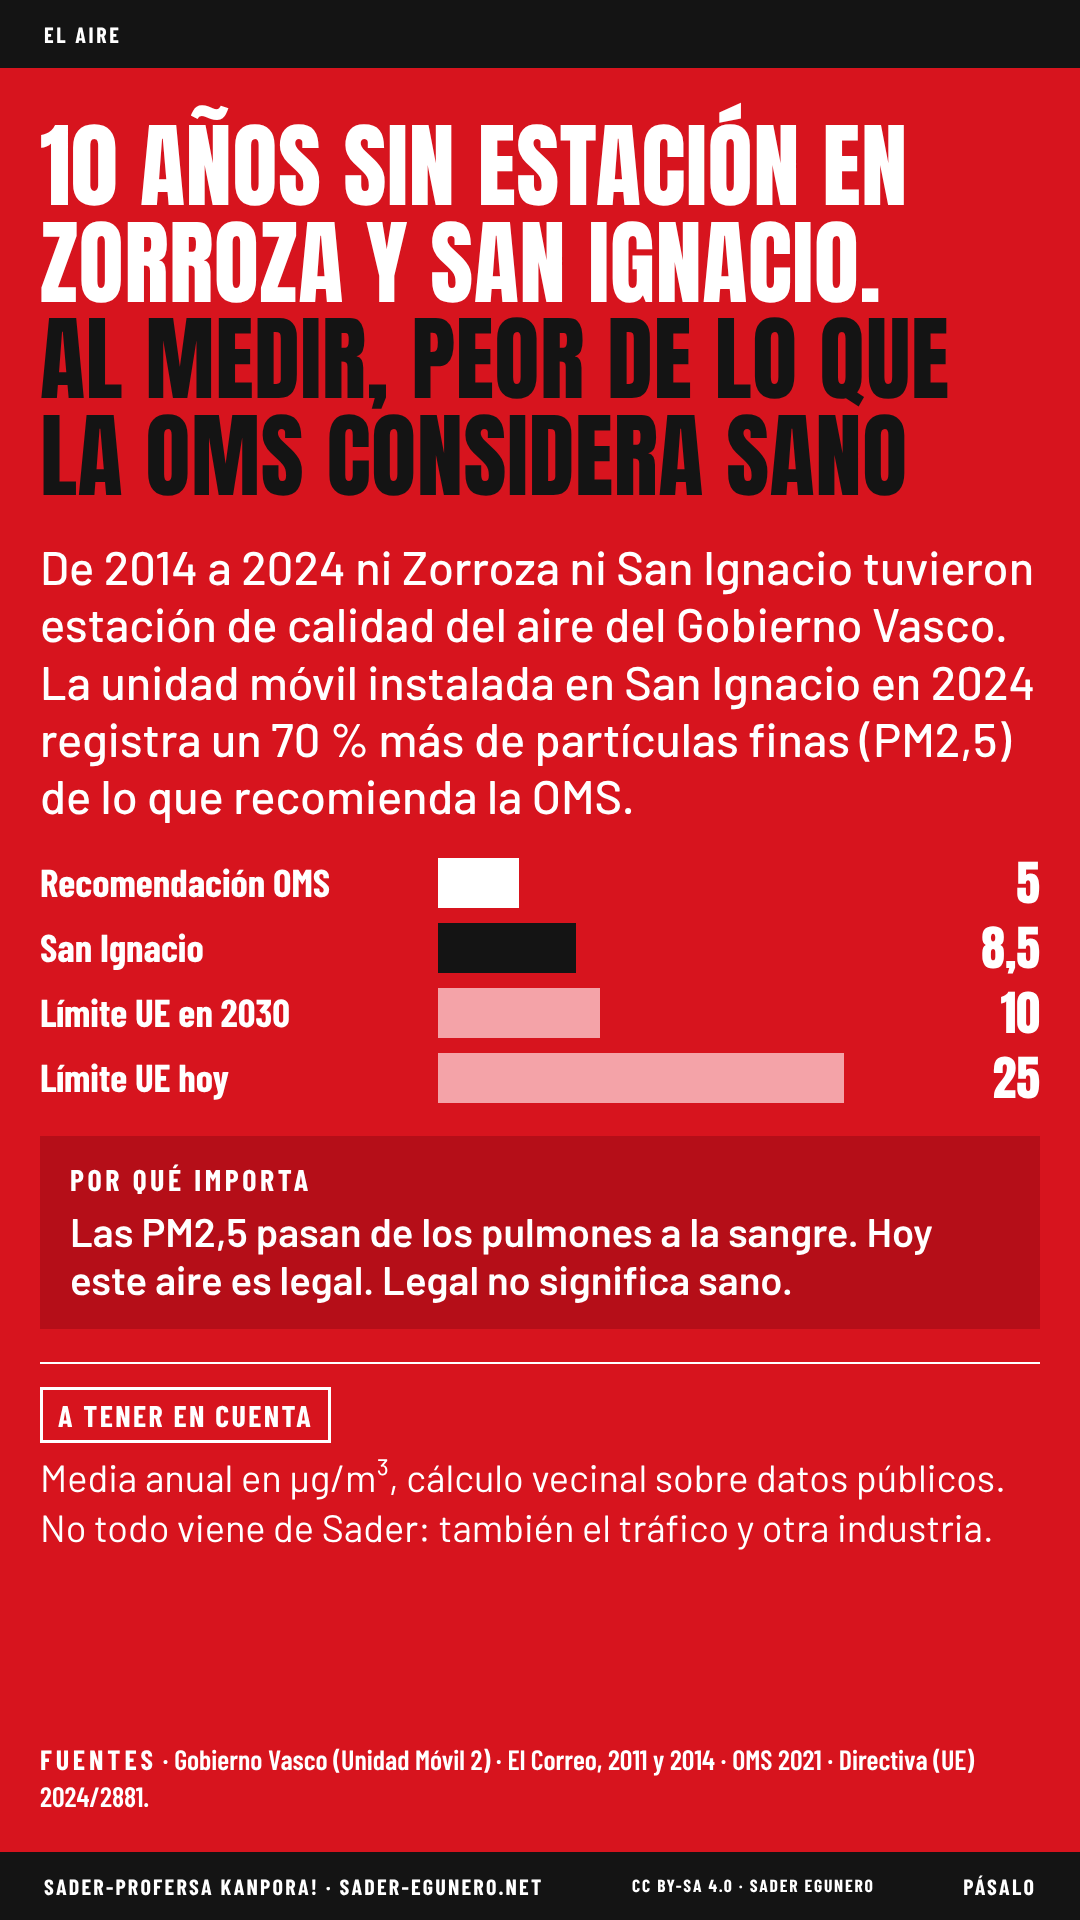 EL AIRE
10 AÑOS SIN ESTACIÓN EN
ZORROZA Y SAN IGNACIO.
AL MEDIR, PEOR DE LO QUE
LA OMS CONSIDERA SANO
De 2014 a 2024 ni Zorroza ni San Ignacio tuvieron
estación de calidad del aire del Gobierno Vasco.
La unidad móvil instalada en San Ignacio en 2024
registra un 70 % más de partículas finas (PM2,5)
de lo que recomienda la OMS.
Recomendación OMS 5
San Ignacio 8,5
Límite UE en 2030 10
Límite UE hoy 25
POR QUÉ IMPORTA
Las PM2,5 pasan de los pulmones a la sangre. Hoy
este aire es legal. Legal no significa sano.
A TENER EN CUENTA
Media anual en µg/m³, cálculo vecinal sobre datos públicos.
No todo viene de Sader: también el tráfico y otra industria.
FUENTES · Gobierno Vasco (Unidad Móvil 2) · El Correo, 2011 y 2014 · OMS 2021 · Directiva (UE)
2024/2881.
SADER-PROFERSA KANPORA! · SADER-EGUNERO.NET CC BY-SA 4.0 · SADER EGUNERO PÁSALO